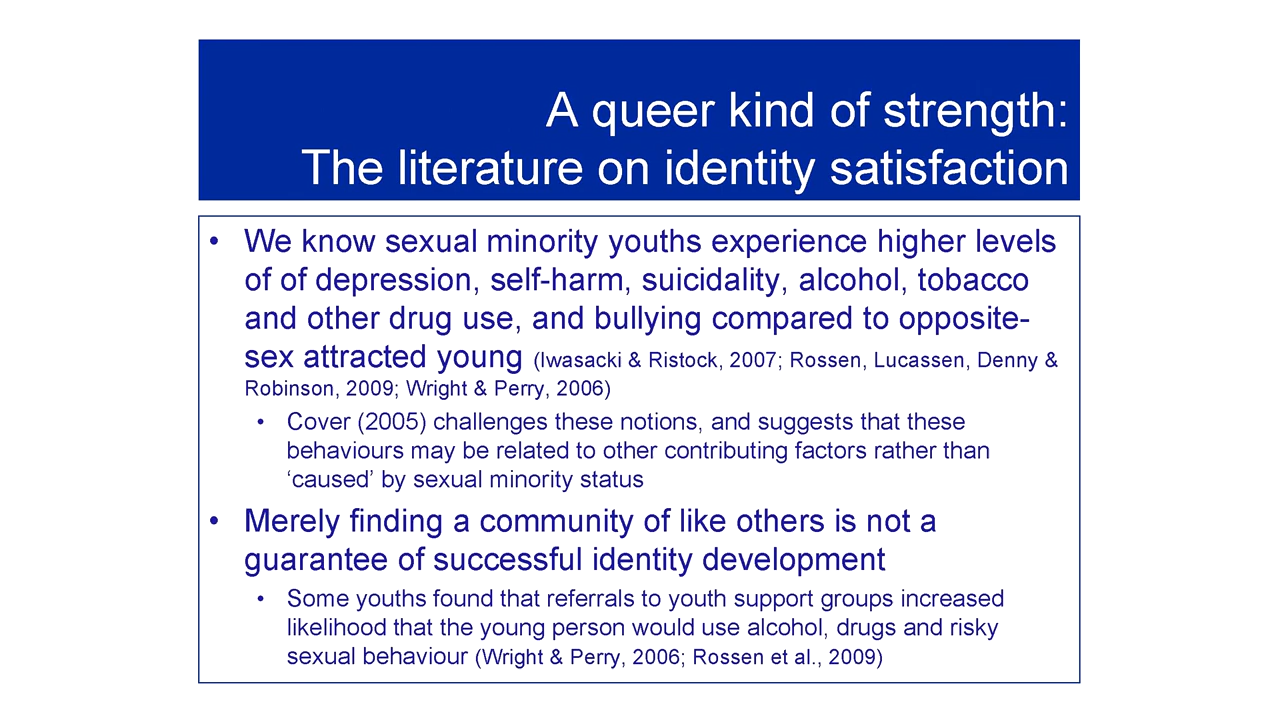 A queer kind of strength:
The literature on identity satisfaction
• We know sexual minority youths experience higher levels
of of depression, self-harm, suicidality, alcohol, tobacco
and other drug use, and bullying compared to opposite-
sex attracted young (Iwasacki & Ristock, 2007; Rossen, Lucassen, Denny &
Robinson, 2009; Wright & Perry, 2006)
• Cover (2005) challenges these notions, and suggests that these
behaviours may be related to other contributing factors rather than
‘caused’ by sexual minority status
• Merely finding a community of like others is not a
guarantee of successful identity development
• Some youths found that referrals to youth support groups increased
likelihood that the young person would use alcohol, drugs and risky
sexual behaviour (Wright & Perry, 2006; Rossen et al., 2009)